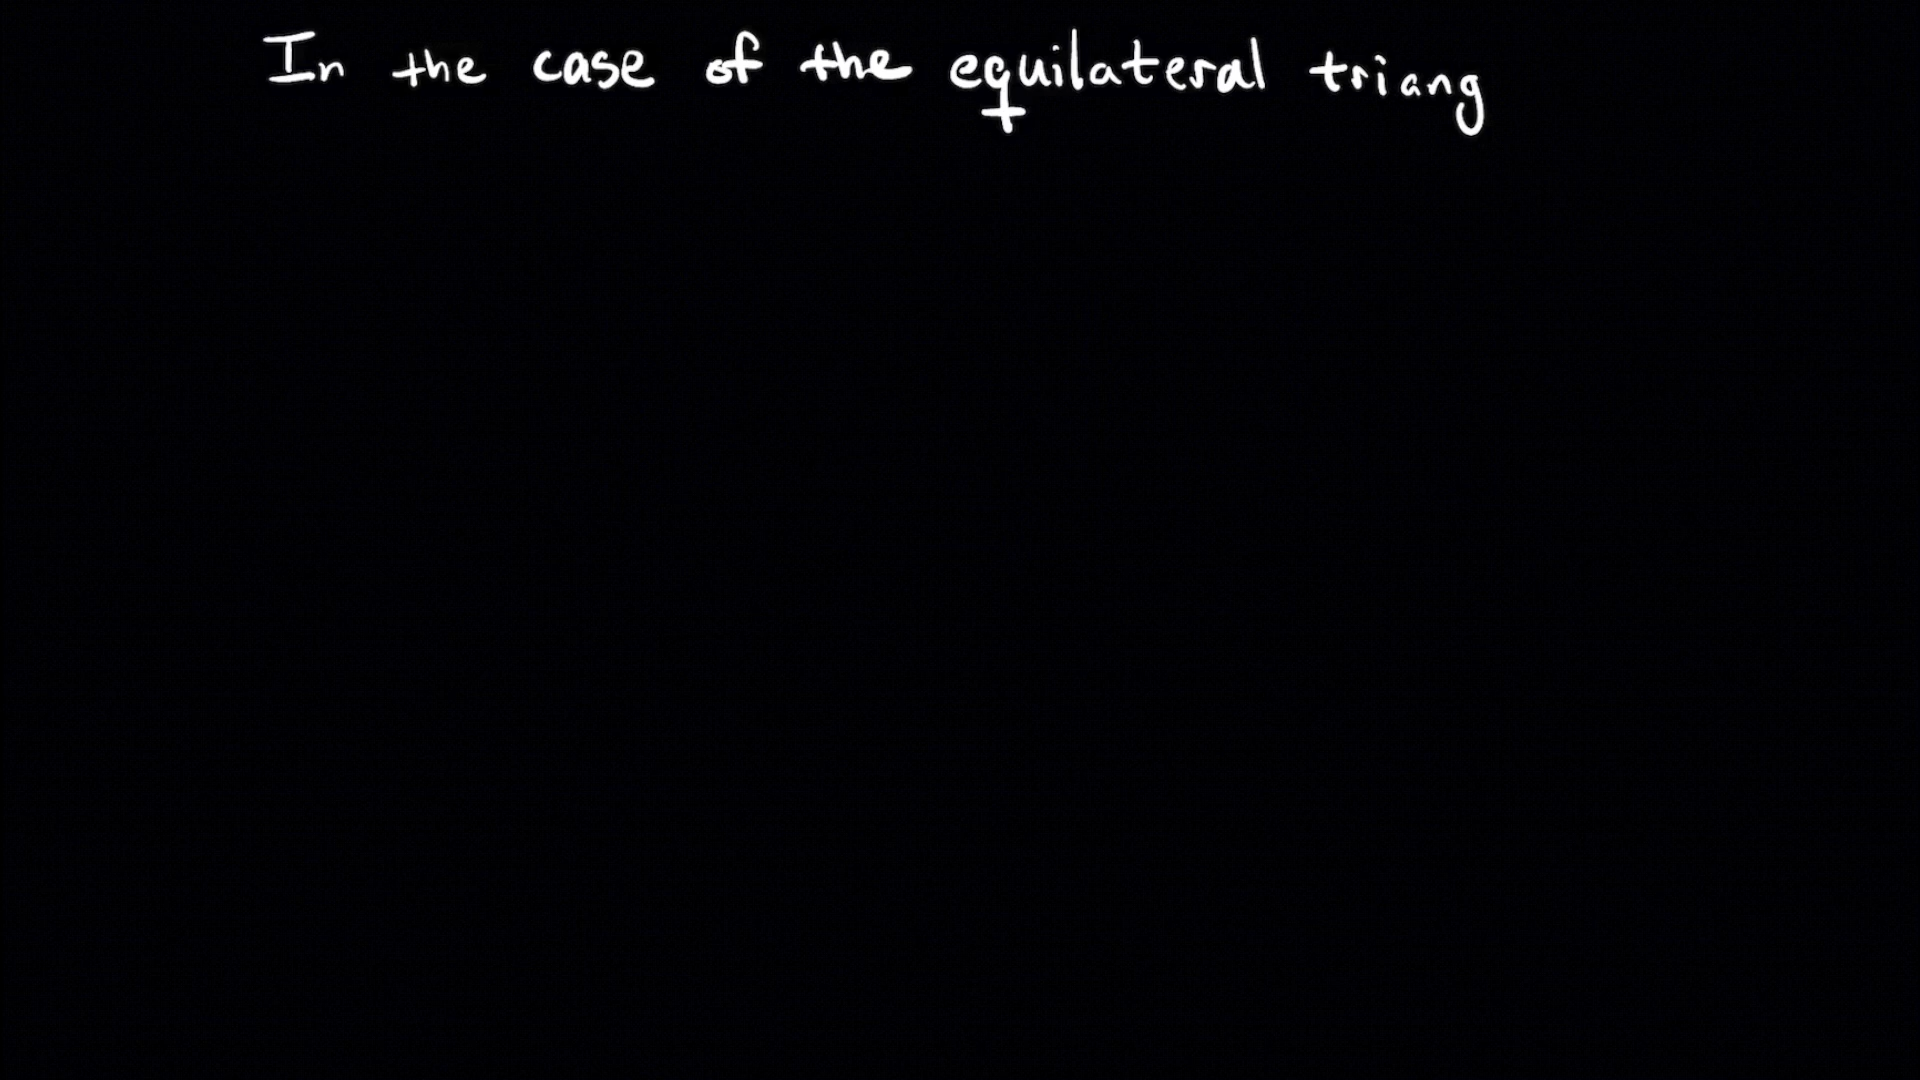 In the case of the equilateral triang